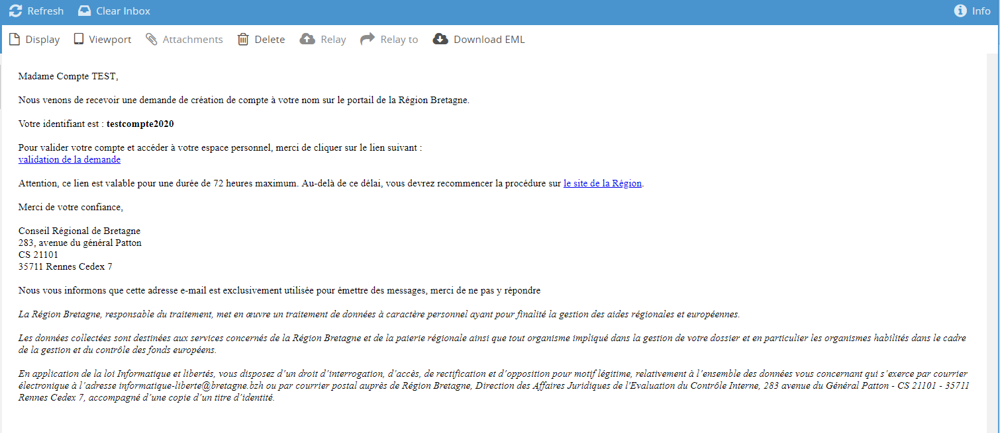 Refresh Clear Inbox Info
Display Viewport Attachments Delete Relay Relay to Download EML
Madame Compte TEST,
Nous venons de recevoir une demande de création de compte à votre nom sur le portail de la Région Bretagne.
Votre identifiant est : testcompte2020
Pour valider votre compte et accéder à votre espace personnel, merci de cliquer sur le lien suivant :
validation de la demande
Attention, ce lien est valable pour une durée de 72 heures maximum. Au-delà de ce délai, vous devrez recommencer la procédure sur le site de la Région.
Merci de votre confiance,
Conseil Régional de Bretagne
283, avenue du général Patton
CS 21101
35711 Rennes Cedex 7
Nous vous informons que cette adresse e-mail est exclusivement utilisée pour émettre des messages, merci de ne pas y répondre
La Région Bretagne, responsable du traitement, met en œuvre un traitement de données à caractère personnel ayant pour finalité la gestion des aides régionales et européennes.
Les données collectées sont destinées aux services concernés de la Région Bretagne et de la paierie régionale ainsi que tout organisme impliqué dans la gestion de votre dossier et en particulier les organismes habilités dans le cadre
de la gestion et du contrôle des fonds européens.
En application de la loi Informatique et libertés, vous disposez d’un droit d’interrogation, d’accès, de rectification et d’opposition pour motif légitime, relativement à l’ensemble des données vous concernant qui s’exerce par courrier
électronique à l’adresse informatique-liberte@bretagne.bzh ou par courrier postal auprès de Région Bretagne, Direction des Affaires Juridiques de l'Evaluation du Contrôle Interne, 283 avenue du Général Patton - CS 21101 - 35711
Rennes Cedex 7, accompagné d’une copie d’un titre d’identité.